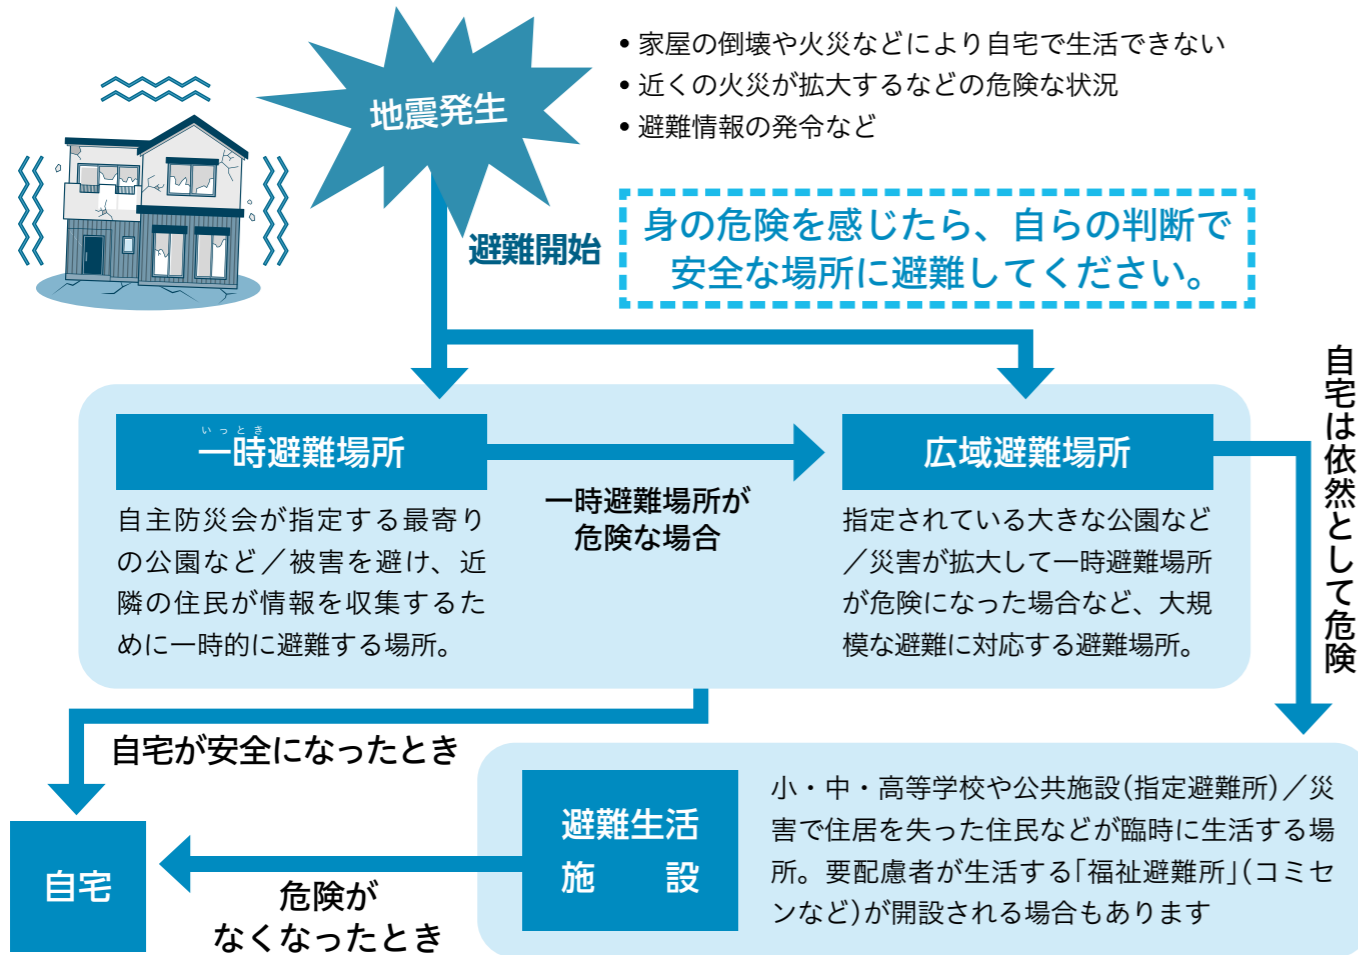 地震発生
• 家屋の倒壊や火災などにより自宅で生活できない
• 近くの火災が拡大するなどの危険な状況
• 避難情報の発令など
避難開始
身の危険を感じたら、自らの判断で
安全な場所に避難してください。
いっとき
一時避難場所
自主防災会が指定する最寄り
の公園など／被害を避け、近
隣の住民が情報を収集するた
めに一時的に避難する場所。
一時避難場所が
危険な場合
広域避難場所
指定されている大きな公園など
／災害が拡大して一時避難場所
が危険になった場合など、大規
模な避難に対応する避難場所。
自宅は依然として危険
自宅が安全になったとき
自宅
危険が
なくなったとき
避難生活
施設
小・中・高等学校や公共施設(指定避難所)／災
害で住居を失った住民などが臨時に生活する場
所。要配慮者が生活する「福祉避難所」(コミセ
ンなど)が開設される場合もあります